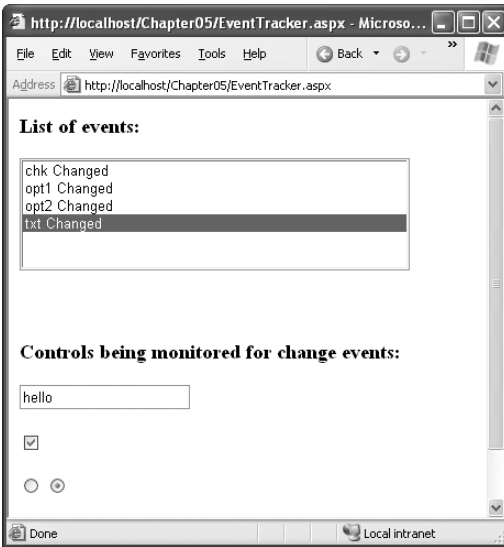 http://localhost/Chapter05/EventTracker.aspx - Microso...
File Edit View Favorites Tools Help Back »
Address http://localhost/Chapter05/EventTracker.aspx
List of events:
chk Changed
opt1 Changed
opt2 Changed
txt Changed
Controls being monitored for change events:
hello
Done Local intranet